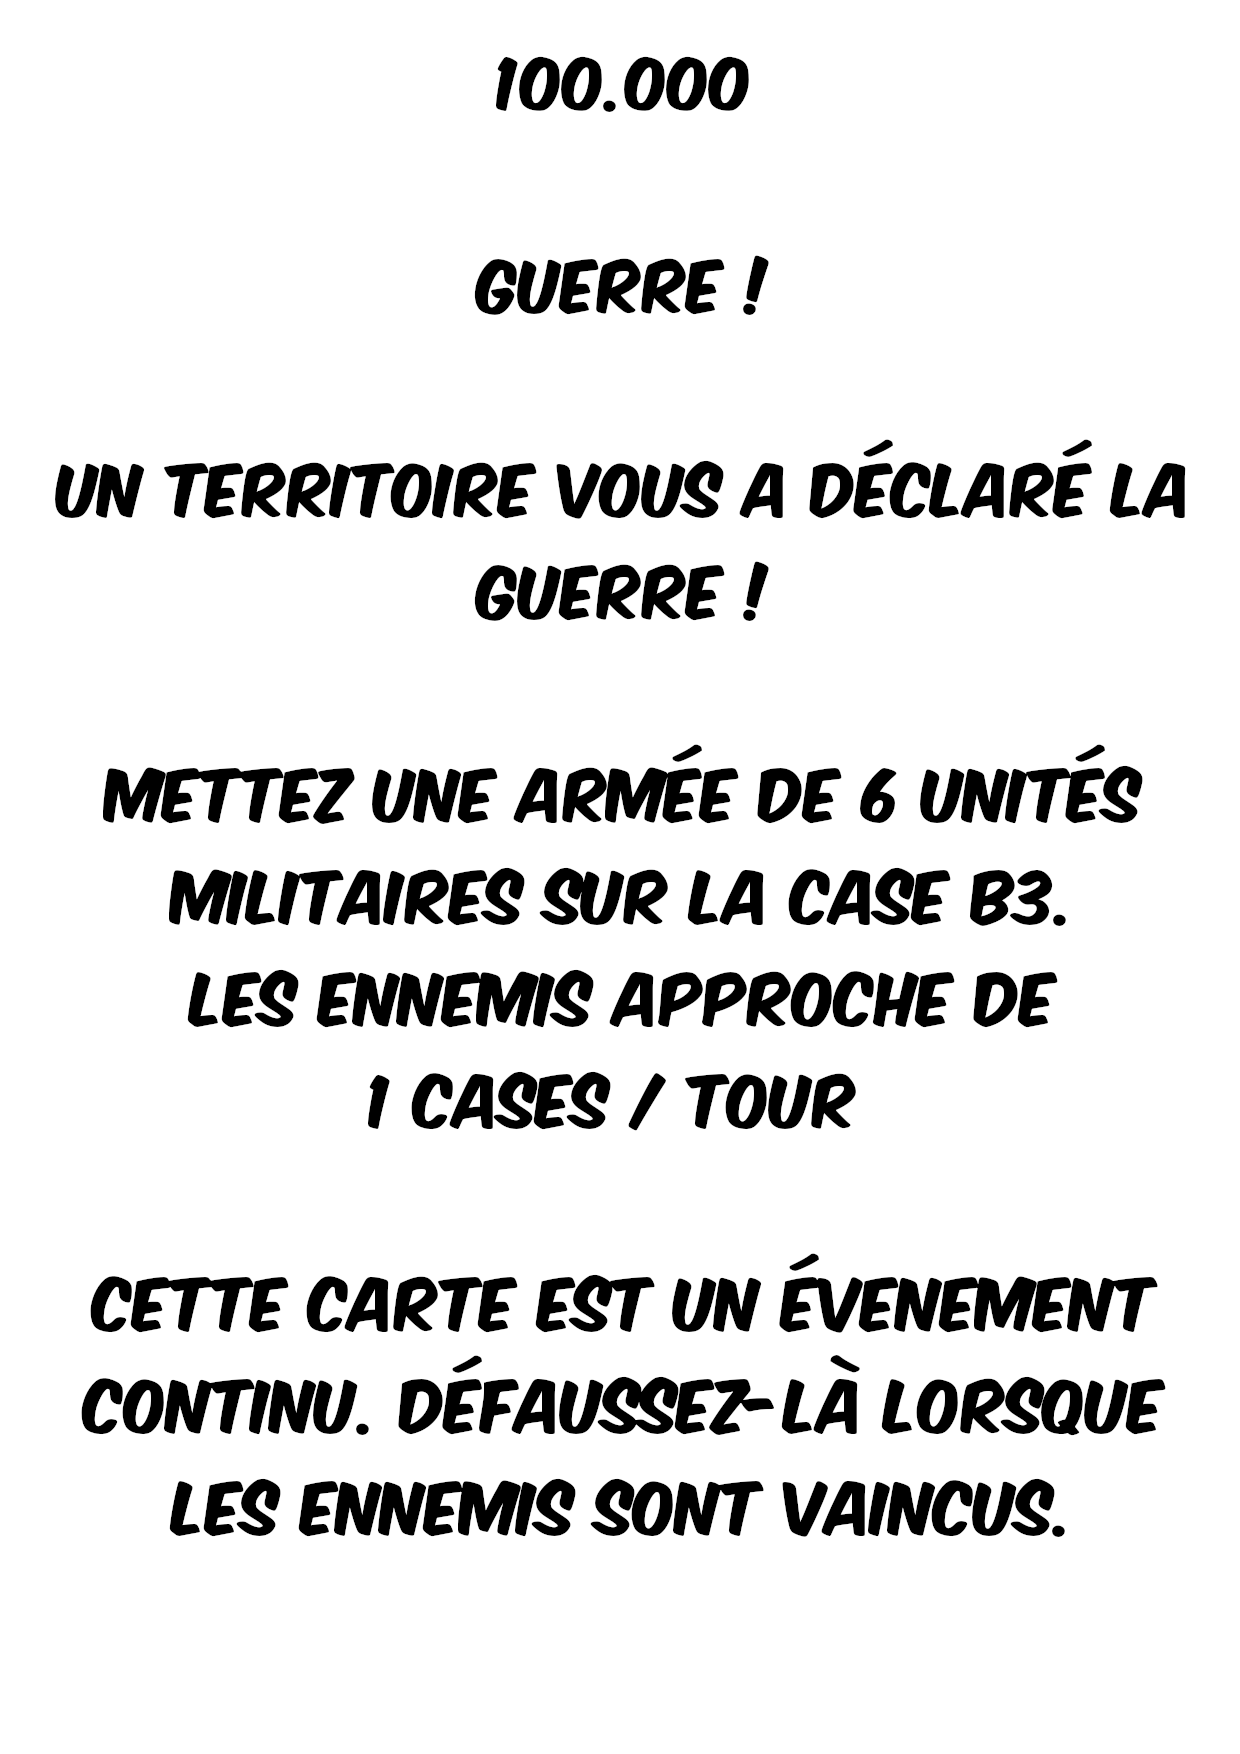 100.000
GUERRE !
UN TERRITOIRE VOUS A DÉCLARÉ LA
GUERRE !
METTEZ UNE ARMÉE DE 6 UNITÉS
MILITAIRES SUR LA CASE B3.
LES ENNEMIS APPROCHE DE
1 CASES / TOUR
CETTE CARTE EST UN ÉVENEMENT
CONTINU. DÉFAUSSEZ-LÀ LORSQUE
LES ENNEMIS SONT VAINCUS.